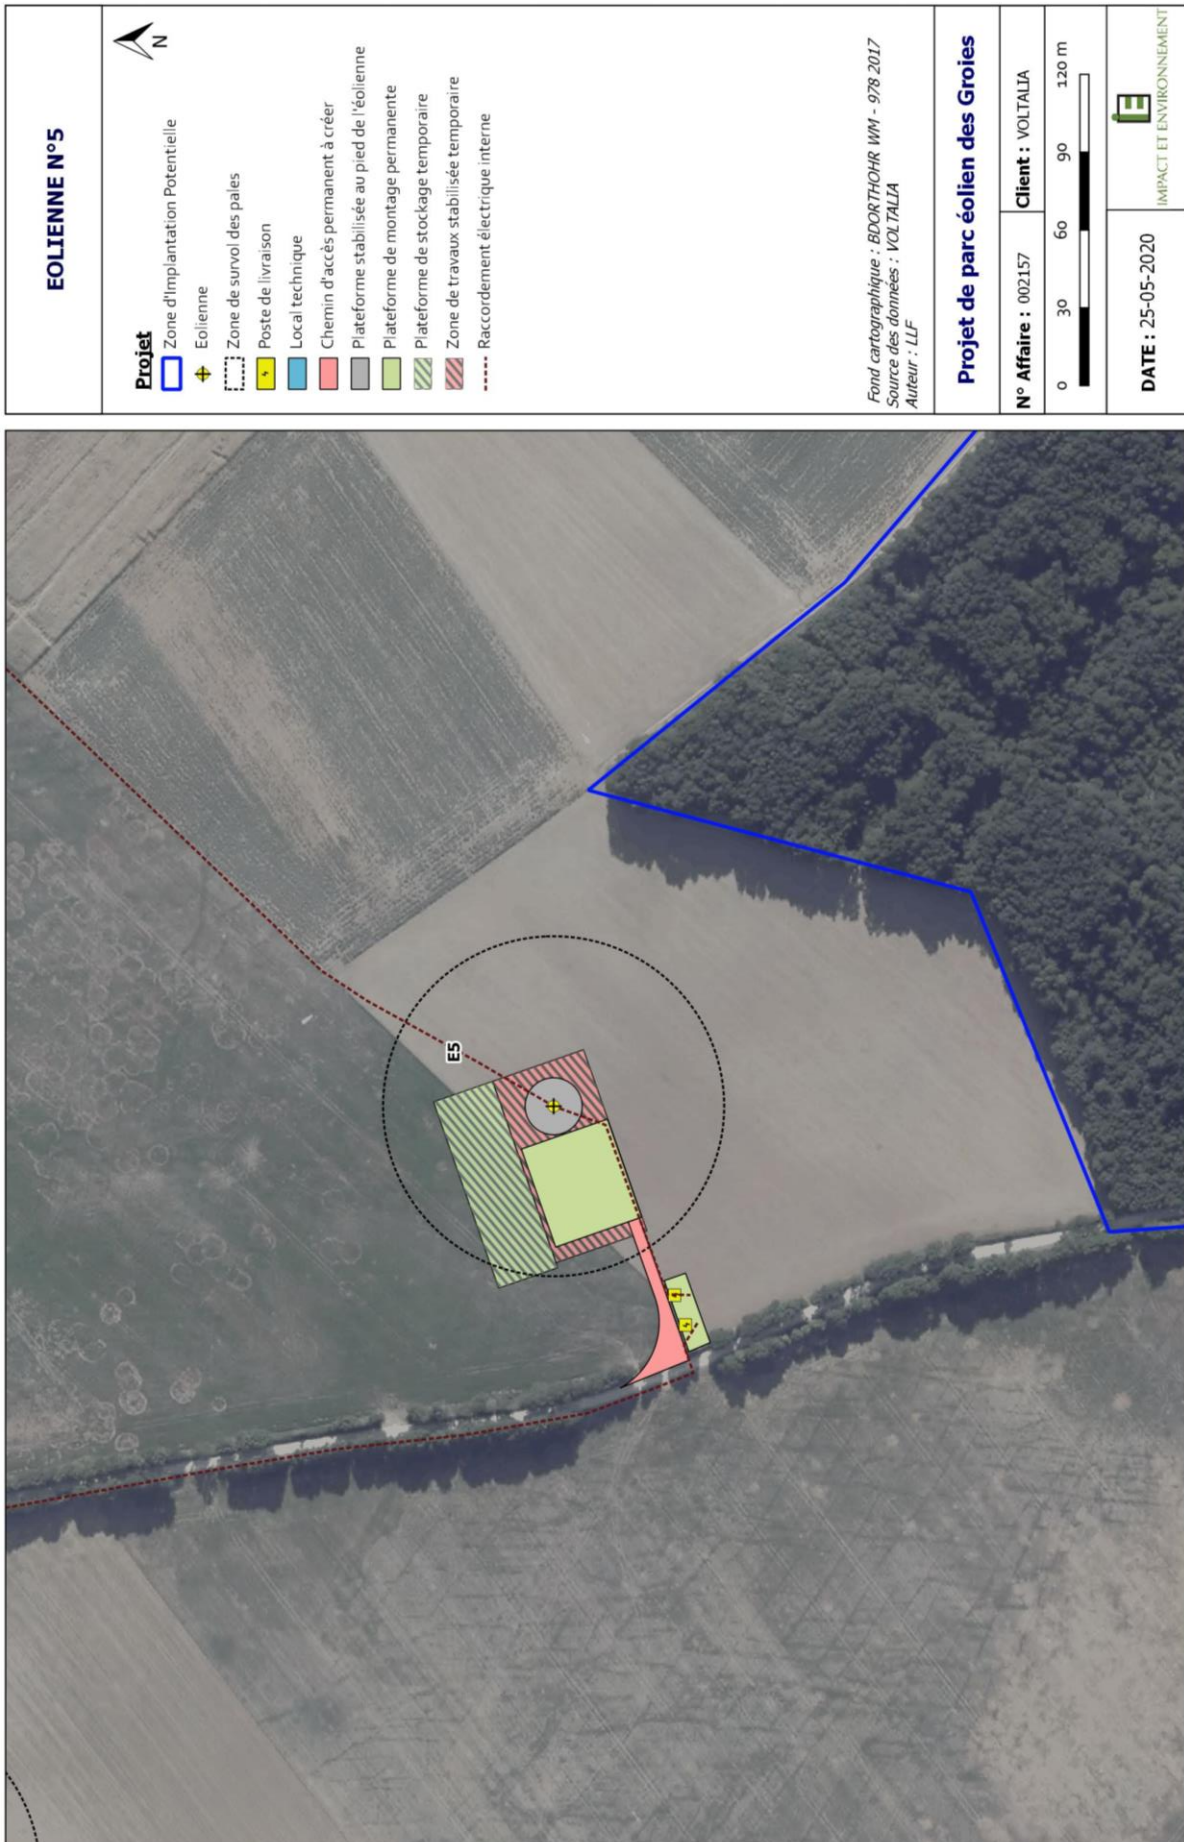 EOLIENNE N°5
N
Projet
Zone d'Implantation Potentielle
Eolienne
Zone de survol des pales
Poste de livraison
Local technique
Chemin d'accès permanent à créer
Plateforme stabilisée au pied de l'éolienne
Plateforme de montage permanente
Plateforme de stockage temporaire
Zone de travaux stabilisée temporaire
Raccordement électrique interne
Fond cartographique : BDORTHOHR WM - 978 2017
Source des données : VOLTALIA
Auteur : LLF
Projet de parc éolien des Groies
N° Affaire : 002157
Client : VOLTALIA
0 30 60 90 120 m
DATE : 25-05-2020
IE
IMPACT ET ENVIRONNEMENT
E5